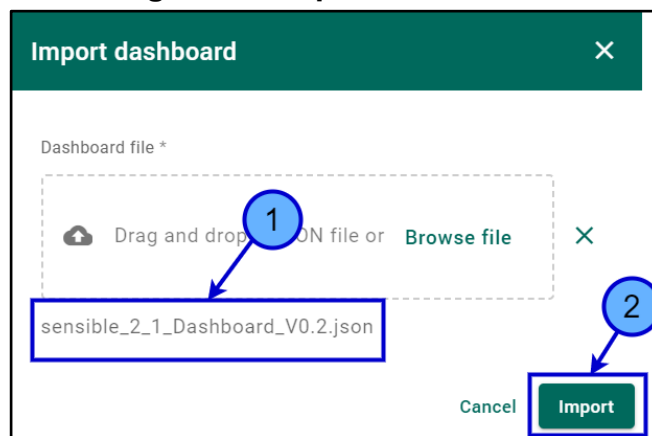 Import dashboard
Dashboard file *
1
Drag and drop ON file or Browse file
sensible_2_1_Dashboard_V0.2.json
2
Cancel Import